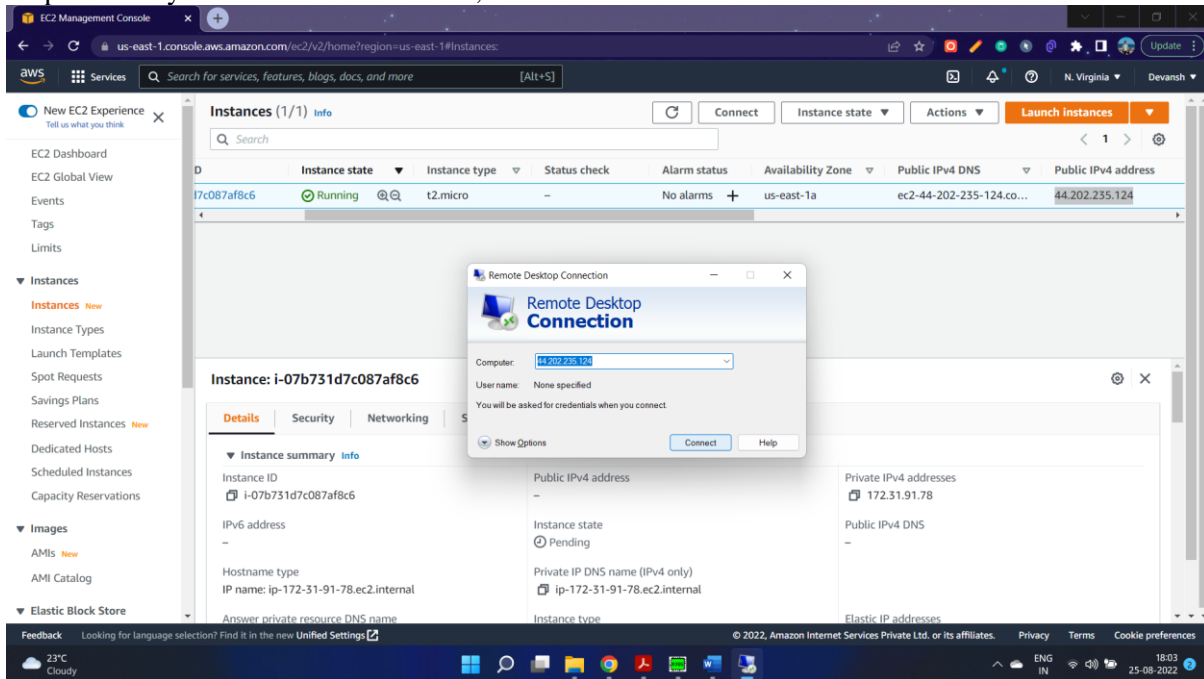 EC2 Management Console
us-east-1.console.aws.amazon.com/ec2/v2/home?region=us-east-1#Instances:
Update
aws Services Search for services, features, blogs, docs, and more [Alt+S] N. Virginia Devansh
New EC2 Experience
Tell us what you think
EC2 Dashboard
EC2 Global View
Events
Tags
Limits
Instances
Instances New
Instance Types
Launch Templates
Spot Requests
Savings Plans
Reserved Instances New
Dedicated Hosts
Scheduled Instances
Capacity Reservations
Images
AMIs New
AMI Catalog
Elastic Block Store
Instances (1/1) Info Connect Instance state Actions Launch instances
Search
1
D Instance state Instance type Status check Alarm status Availability Zone Public IPv4 DNS Public IPv4 address
l7c087af8c6 Running t2.micro – No alarms us-east-1a ec2-44-202-235-124.co... 44.202.235.124
Remote Desktop Connection
Remote Desktop
Connection
Computer: 44.202.235.124
User name: None specified
You will be asked for credentials when you connect.
Show Options Connect Help
Instance: i-07b731d7c087af8c6
Details Security Networking S
Instance summary Info
Instance ID
i-07b731d7c087af8c6
Public IPv4 address
–
Private IPv4 addresses
172.31.91.78
IPv6 address
–
Instance state
Pending
Public IPv4 DNS
–
Hostname type
IP name: ip-172-31-91-78.ec2.internal
Private IP DNS name (IPv4 only)
ip-172-31-91-78.ec2.internal
Answer private resource DNS name
Instance type
Elastic IP addresses
Feedback Looking for language selection? Find it in the new Unified Settings © 2022, Amazon Internet Services Private Ltd. or its affiliates. Privacy Terms Cookie preferences
23°C
Cloudy
ENG
IN
18:03
25-08-2022
2